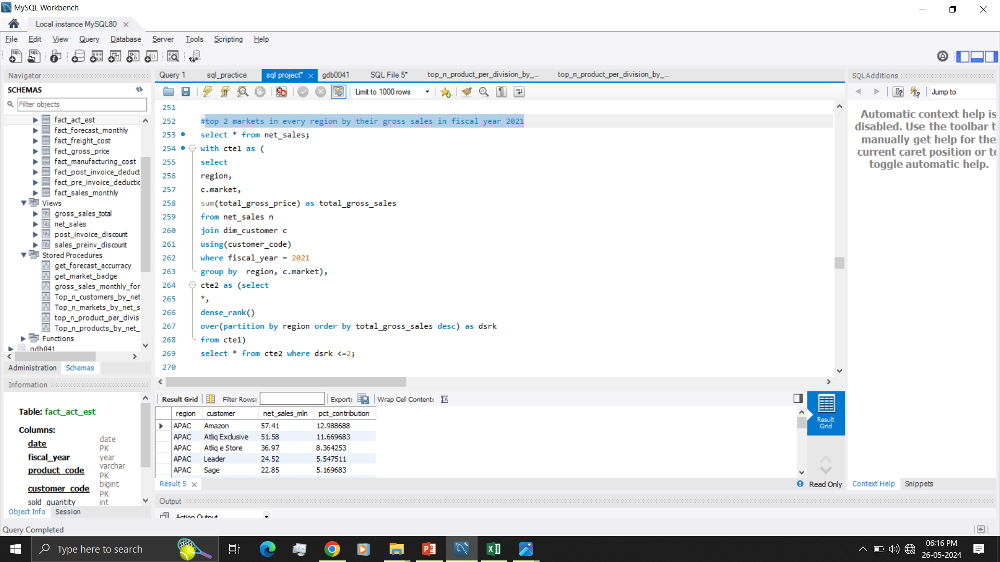 MySQL Workbench
Local instance MySQL80
File Edit View Query Database Server Tools Scripting Help
Navigator
SCHEMAS
Filter objects
fact_act_est
fact_forecast_monthly
fact_freight_cost
fact_gross_price
fact_manufacturing_cost
fact_post_invoice_deduct
fact_pre_invoice_deductic
fact_sales_monthly
Views
gross_sales_total
net_sales
post_invoice_discount
sales_preinv_discount
Stored Procedures
get_forecast_accurracy
get_market_badge
gross_sales_monthly_for
Top_n_customers_by_net
Top_n_markets_by_net_s
top_n_product_per_divis
Top_n_products_by_net_
Functions
gdb041
Administration Schemas
Information
Table: fact_act_est
Columns:
date date PK
fiscal_year year
product_code varchar PK
customer_code bigint PK
sold_quantity int
Object Info Session
Query 1 sql_practice sql project* gdb0041 SQL File 5* top_n_product_per_division_by_... top_n_product_per_division_by_...
Limit to 1000 rows
251
252 #top 2 markets in every region by their gross sales in fiscal year 2021
253 select * from net_sales;
254 with cte1 as (
255 select
256 region,
257 c.market,
258 sum(total_gross_price) as total_gross_sales
259 from net_sales n
260 join dim_customer c
261 using(customer_code)
262 where fiscal_year = 2021
263 group by  region, c.market),
264 cte2 as (select
265 *,
266 dense_rank()
267 over(partition by region order by total_gross_sales desc) as dsrk
268 from cte1)
269 select * from cte2 where dsrk <=2;
270
Result Grid Filter Rows: Export: Wrap Cell Content:
region customer net_sales_mln pct_contribution
APAC Amazon 57.41 12.988688
APAC Atliq Exclusive 51.58 11.669683
APAC Atliq e Store 36.97 8.364253
APAC Leader 24.52 5.547511
APAC Sage 22.85 5.169683
Result Grid
Result 5
Read Only
Output
Action Output
SQLAdditions
Jump to
Automatic context help is
disabled. Use the toolbar t
manually get help for the
current caret position or to
toggle automatic help.
Context Help Snippets
Query Completed
Type here to search
06:16 PM
26-05-2024